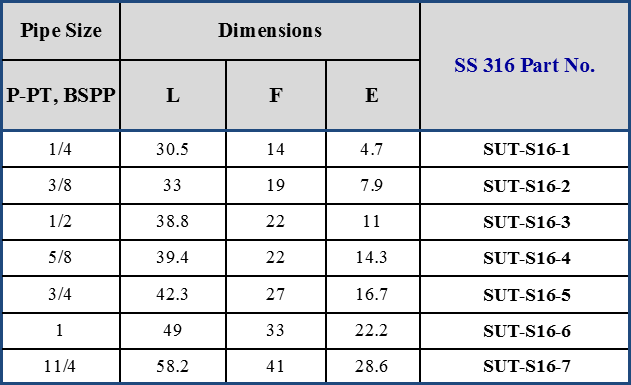 Pipe Size Dimensions SS 316 Part No.
P-PT, BSPP L F E
1/4 30.5 14 4.7 SUT-S16-1
3/8 33 19 7.9 SUT-S16-2
1/2 38.8 22 11 SUT-S16-3
5/8 39.4 22 14.3 SUT-S16-4
3/4 42.3 27 16.7 SUT-S16-5
1 49 33 22.2 SUT-S16-6
11/4 58.2 41 28.6 SUT-S16-7